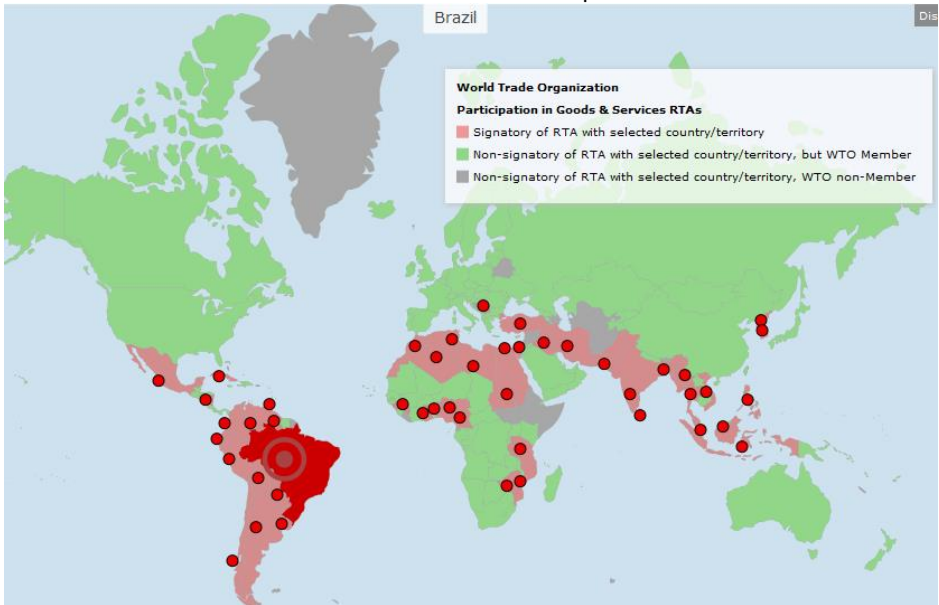 Brazil
Dis
World Trade Organization
Participation in Goods & Services RTAs
Signatory of RTA with selected country/territory
Non-signatory of RTA with selected country/territory, but WTO Member
Non-signatory of RTA with selected country/territory, WTO non-Member